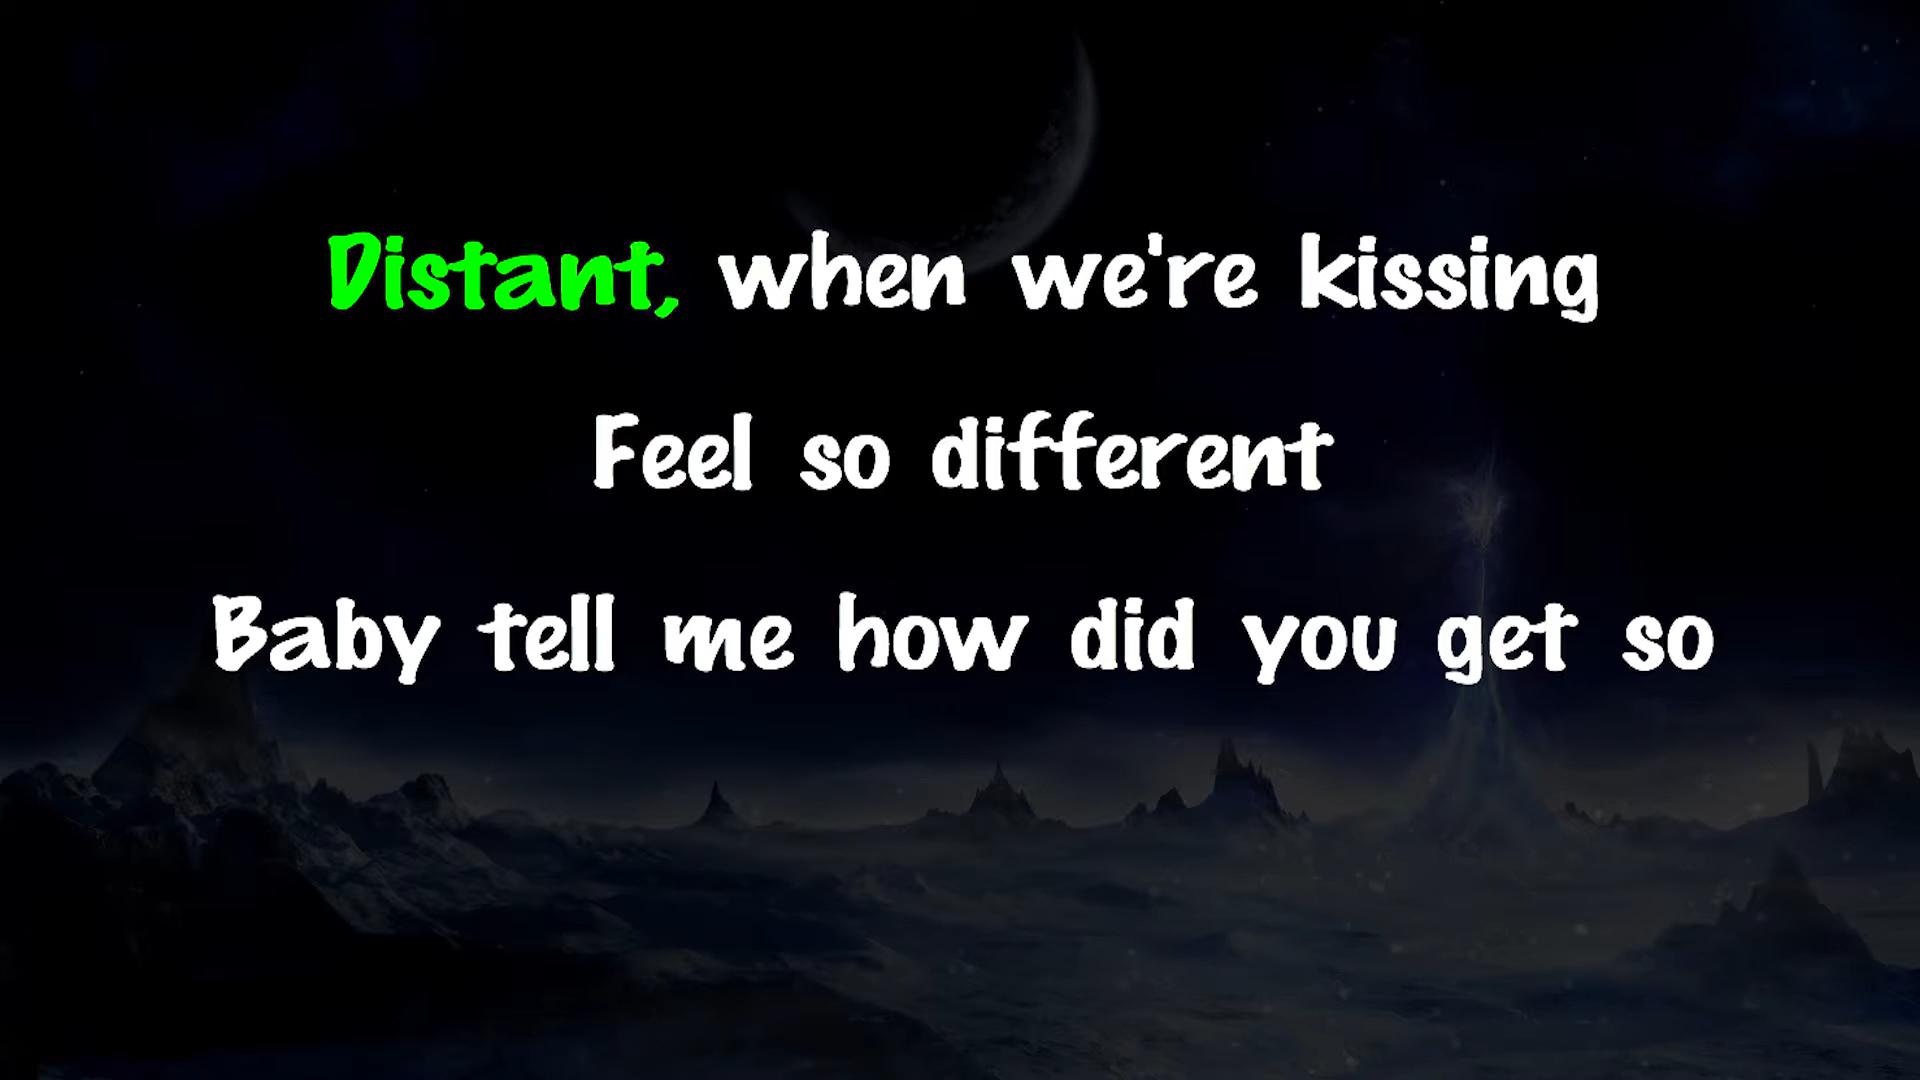 Distant, when we're kissing
Feel so different
Baby tell me how did you get so